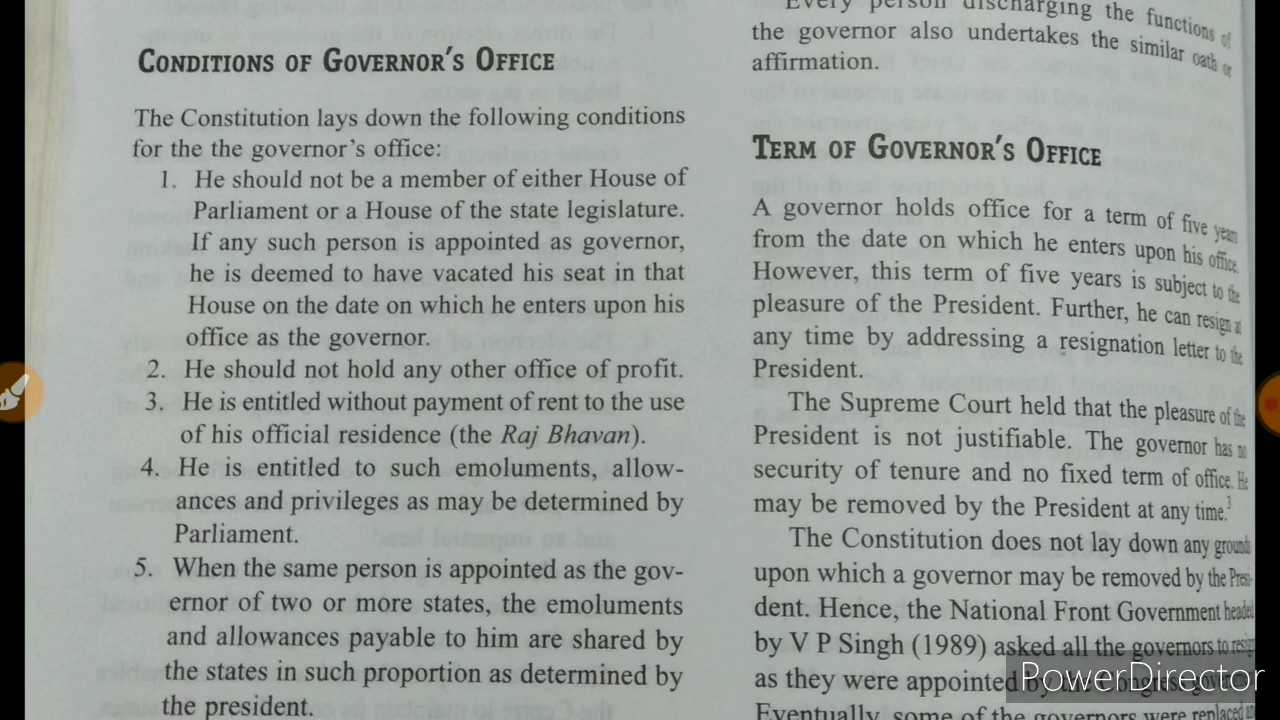 CONDITIONS OF GOVERNOR'S OFFICE
The Constitution lays down the following conditions
for the the governor's office:
1. He should not be a member of either House of
Parliament or a House of the state legislature.
If any such person is appointed as governor,
he is deemed to have vacated his seat in that
House on the date on which he enters upon his
office as the governor.
2. He should not hold any other office of profit.
3. He is entitled without payment of rent to the use
of his official residence (the Raj Bhavan).
4. He is entitled to such emoluments, allow-
ances and privileges as may be determined by
Parliament.
5. When the same person is appointed as the gov-
ernor of two or more states, the emoluments
and allowances payable to him are shared by
the states in such proportion as determined by
the president.
Every person discharging the functions of
the governor also undertakes the similar oath or
affirmation.
TERM OF GOVERNOR'S OFFICE
A governor holds office for a term of five years
from the date on which he enters upon his office.
However, this term of five years is subject to the
pleasure of the President. Further, he can resign at
any time by addressing a resignation letter to the
President.
The Supreme Court held that the pleasure of the
President is not justifiable. The governor has no
security of tenure and no fixed term of office. He
may be removed by the President at any time.3
The Constitution does not lay down any grounds
upon which a governor may be removed by the Presi-
dent. Hence, the National Front Government headed
by V P Singh (1989) asked all the governors to resign
as they were appointed by the Congress
Eventually, some of the governors were replaced
PowerDirector